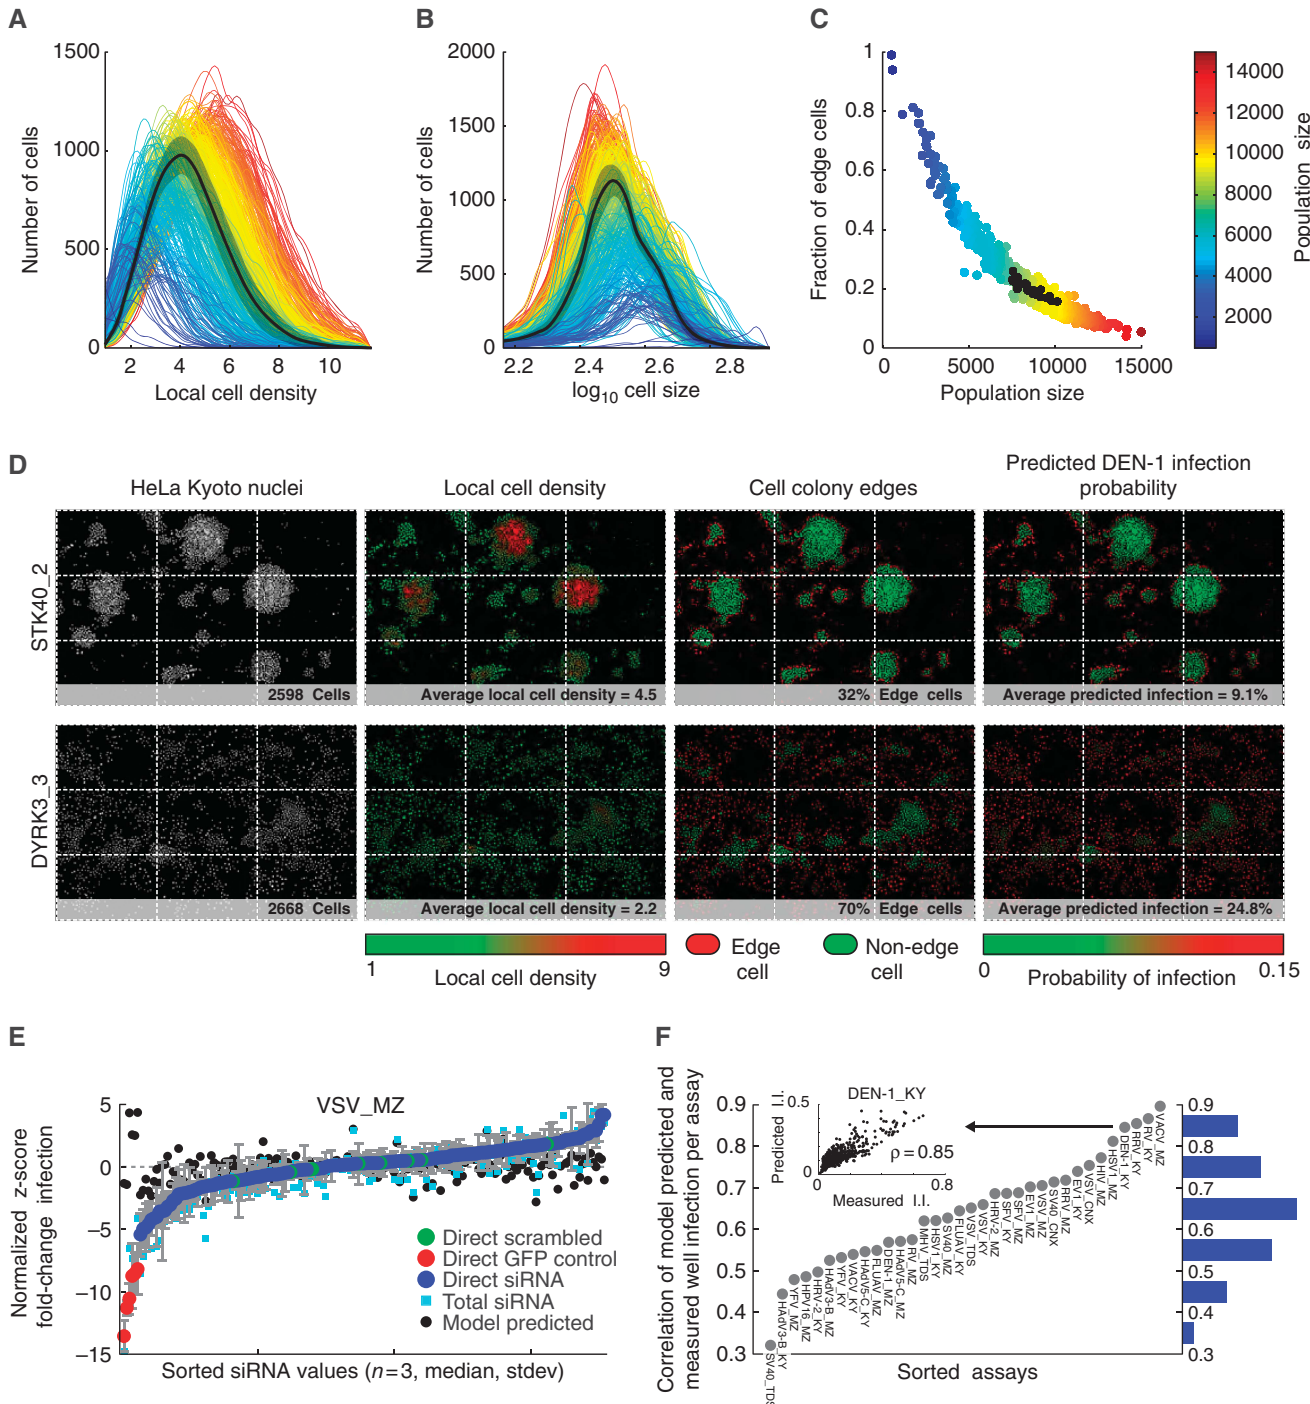 A
B
C
1500
1000
500
0
Number of cells
2 4 6 8 10
Local cell density
2000
1500
1000
500
0
Number of cells
2.2 2.4 2.6 2.8
log10 cell size
1
0.8
0.6
0.4
0.2
0
Fraction of edge cells
0 5000 10000 15000
Population size
14000
12000
10000
8000
6000
4000
2000
Population size
D
HeLa Kyoto nuclei
Local cell density
Cell colony edges
Predicted DEN-1 infection
probability
STK40_2
2598 Cells
Average local cell density = 4.5
32% Edge cells
Average predicted infection = 9.1%
DYRK3_3
2668 Cells
Average local cell density = 2.2
70% Edge cells
Average predicted infection = 24.8%
1 9
Local cell density
Edge
cell
Non-edge
cell
0 0.15
Probability of infection
E
VSV_MZ
5
0
−5
−10
−15
Normalized z-score
fold-change infection
Direct scrambled
Direct GFP control
Direct siRNA
Total siRNA
Model predicted
Sorted siRNA values (n=3, median, stdev)
F
Correlation of model predicted and
measured well infection per assay
0.9
0.8
0.7
0.6
0.5
0.4
0.3
DEN-1_KY
Predicted I.I.
0.5
0
ρ=0.85
0 0.8
Measured I.I.
SV40_TDS
HAdV3-B_KY
YFV_MZ
HPV16_MZ
HRV-2_KY
HAdV3-B_MZ
YFV_KY
VACV_KY
HAdV5-C_KY
FLUAV_MZ
DEN-1_MZ
HAdV5-C_MZ
RV_MZ
MHV_TDS
HSV1_KY
SV40_MZ
FLUAV_KY
VSV_TDS
VSV_KY
HRV-2_MZ
SFV_KY
SFV_MZ
EV1_MZ
VSV_MZ
SV40_CNX
RRV_MZ
EV1_KY
VSV_CNX
HIV_MZ
HSV1_MZ
DEN-1_KY
RRV_KY
RV_KY
VACV_MZ
Sorted assays
0.9
0.8
0.7
0.6
0.5
0.4
0.3